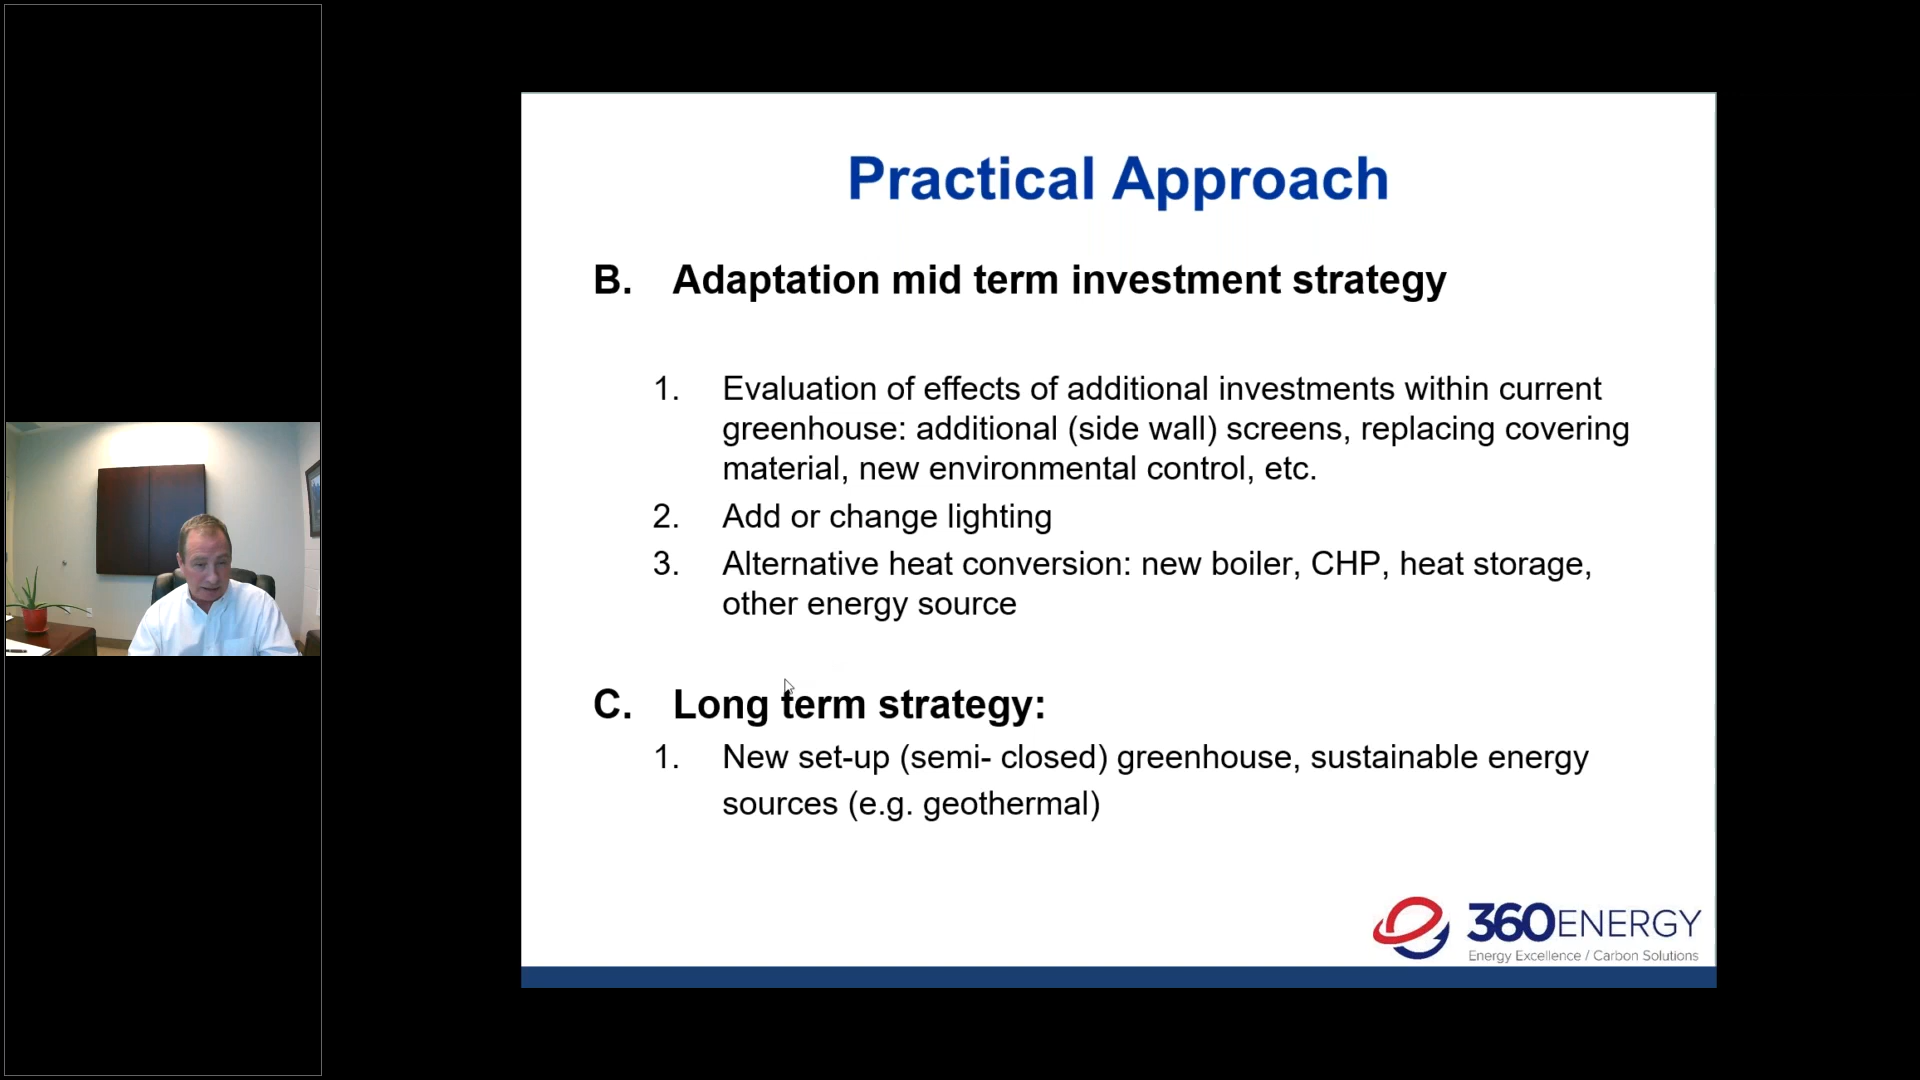 Practical Approach
B. Adaptation mid term investment strategy
1. Evaluation of effects of additional investments within current
greenhouse: additional (side wall) screens, replacing covering
material, new environmental control, etc.
2. Add or change lighting
3. Alternative heat conversion: new boiler, CHP, heat storage,
other energy source
C. Long term strategy:
1. New set-up (semi- closed) greenhouse, sustainable energy
sources (e.g. geothermal)
360ENERGY
Energy Excellence / Carbon Solutions